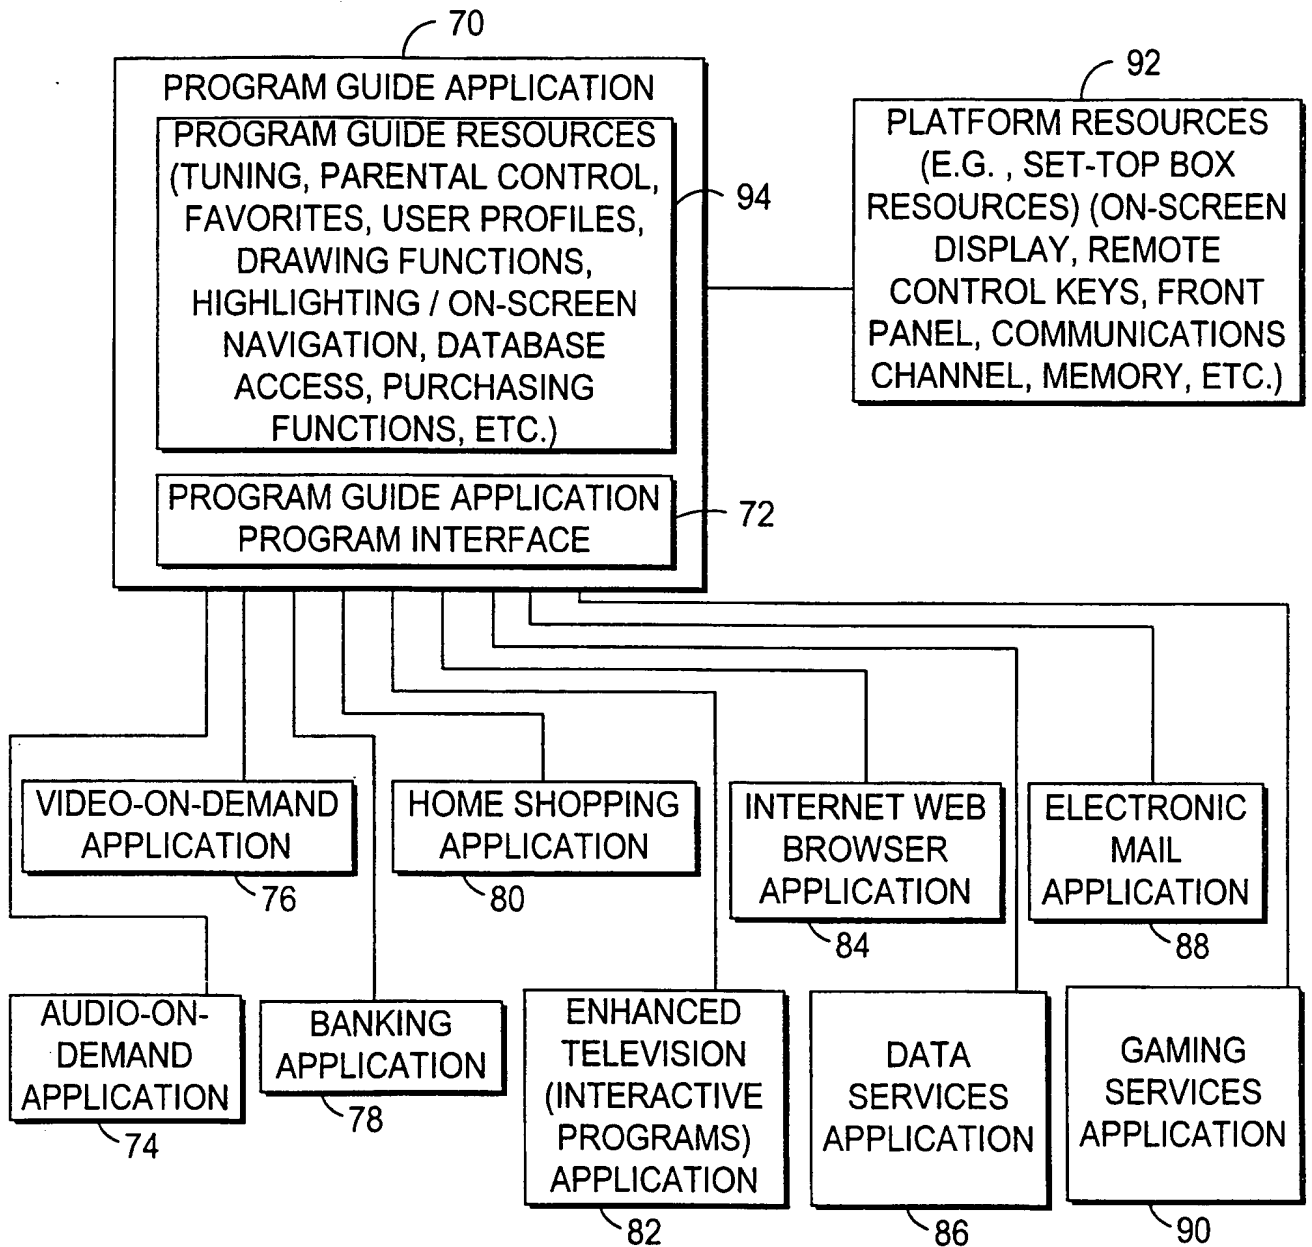 70
PROGRAM GUIDE APPLICATION
PROGRAM GUIDE RESOURCES
(TUNING, PARENTAL CONTROL,
FAVORITES, USER PROFILES,
DRAWING FUNCTIONS,
HIGHLIGHTING / ON-SCREEN
NAVIGATION, DATABASE
ACCESS, PURCHASING
FUNCTIONS, ETC.)
94
PROGRAM GUIDE APPLICATION
PROGRAM INTERFACE
72
92
PLATFORM RESOURCES
(E.G. , SET-TOP BOX
RESOURCES) (ON-SCREEN
DISPLAY, REMOTE
CONTROL KEYS, FRONT
PANEL, COMMUNICATIONS
CHANNEL, MEMORY, ETC.)
VIDEO-ON-DEMAND
APPLICATION
76
HOME SHOPPING
APPLICATION
80
INTERNET WEB
BROWSER
APPLICATION
84
ELECTRONIC
MAIL
APPLICATION
88
AUDIO-ON-
DEMAND
APPLICATION
74
BANKING
APPLICATION
78
ENHANCED
TELEVISION
(INTERACTIVE
PROGRAMS)
APPLICATION
82
DATA
SERVICES
APPLICATION
86
GAMING
SERVICES
APPLICATION
90